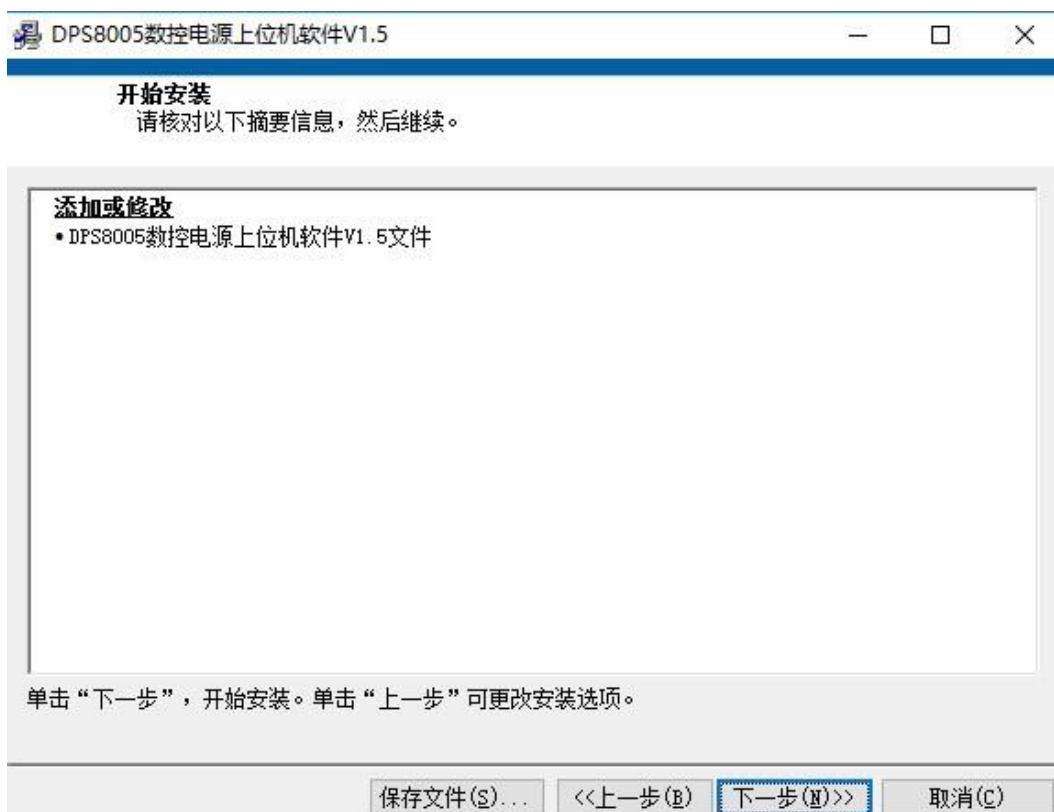 DPS8005数控电源上位机软件V1.5
开始安装
请核对以下摘要信息，然后继续。
添加或修改
•DPS8005数控电源上位机软件V1.5文件
单击“下一步”，开始安装。单击“上一步”可更改安装选项。
保存文件(S)... <<上一步(B) 下一步(N)>> 取消(C)